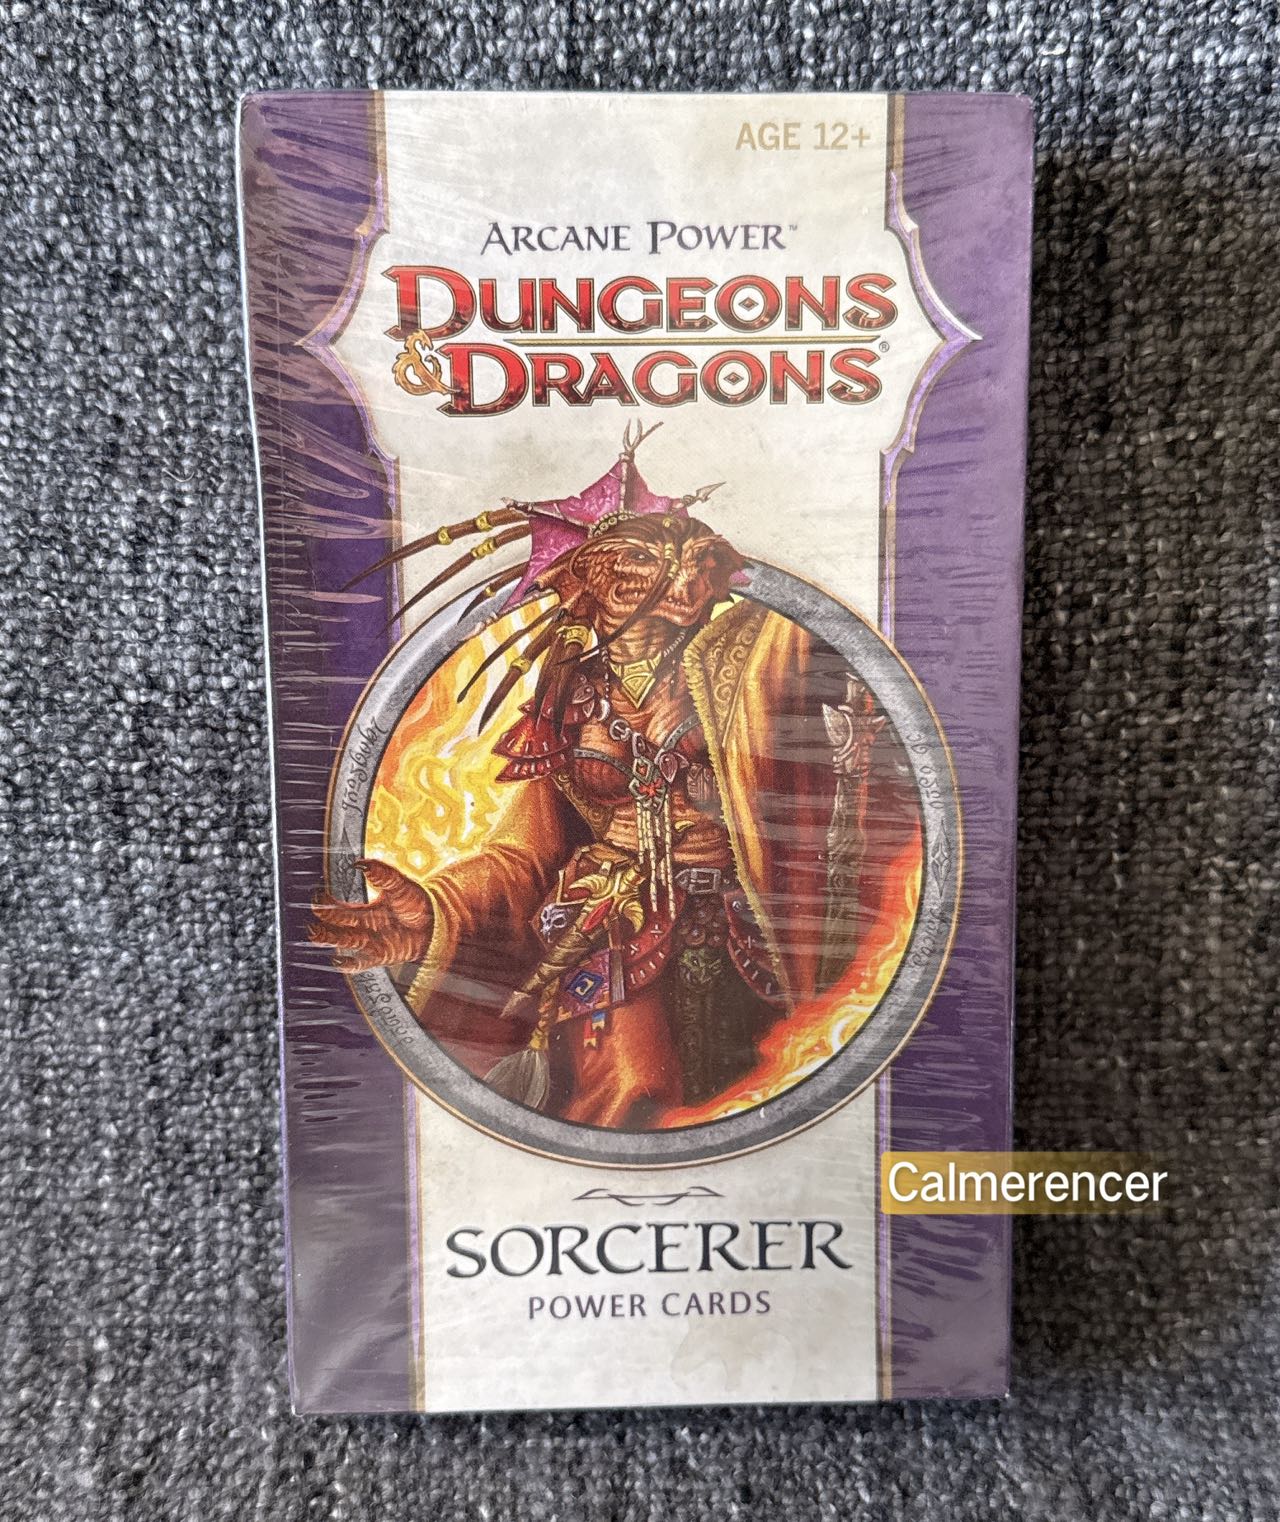 AGE 12+
ARCANE POWER™
DUNGEONS
& DRAGONS®
Calmerencer
SORCERER
POWER CARDS